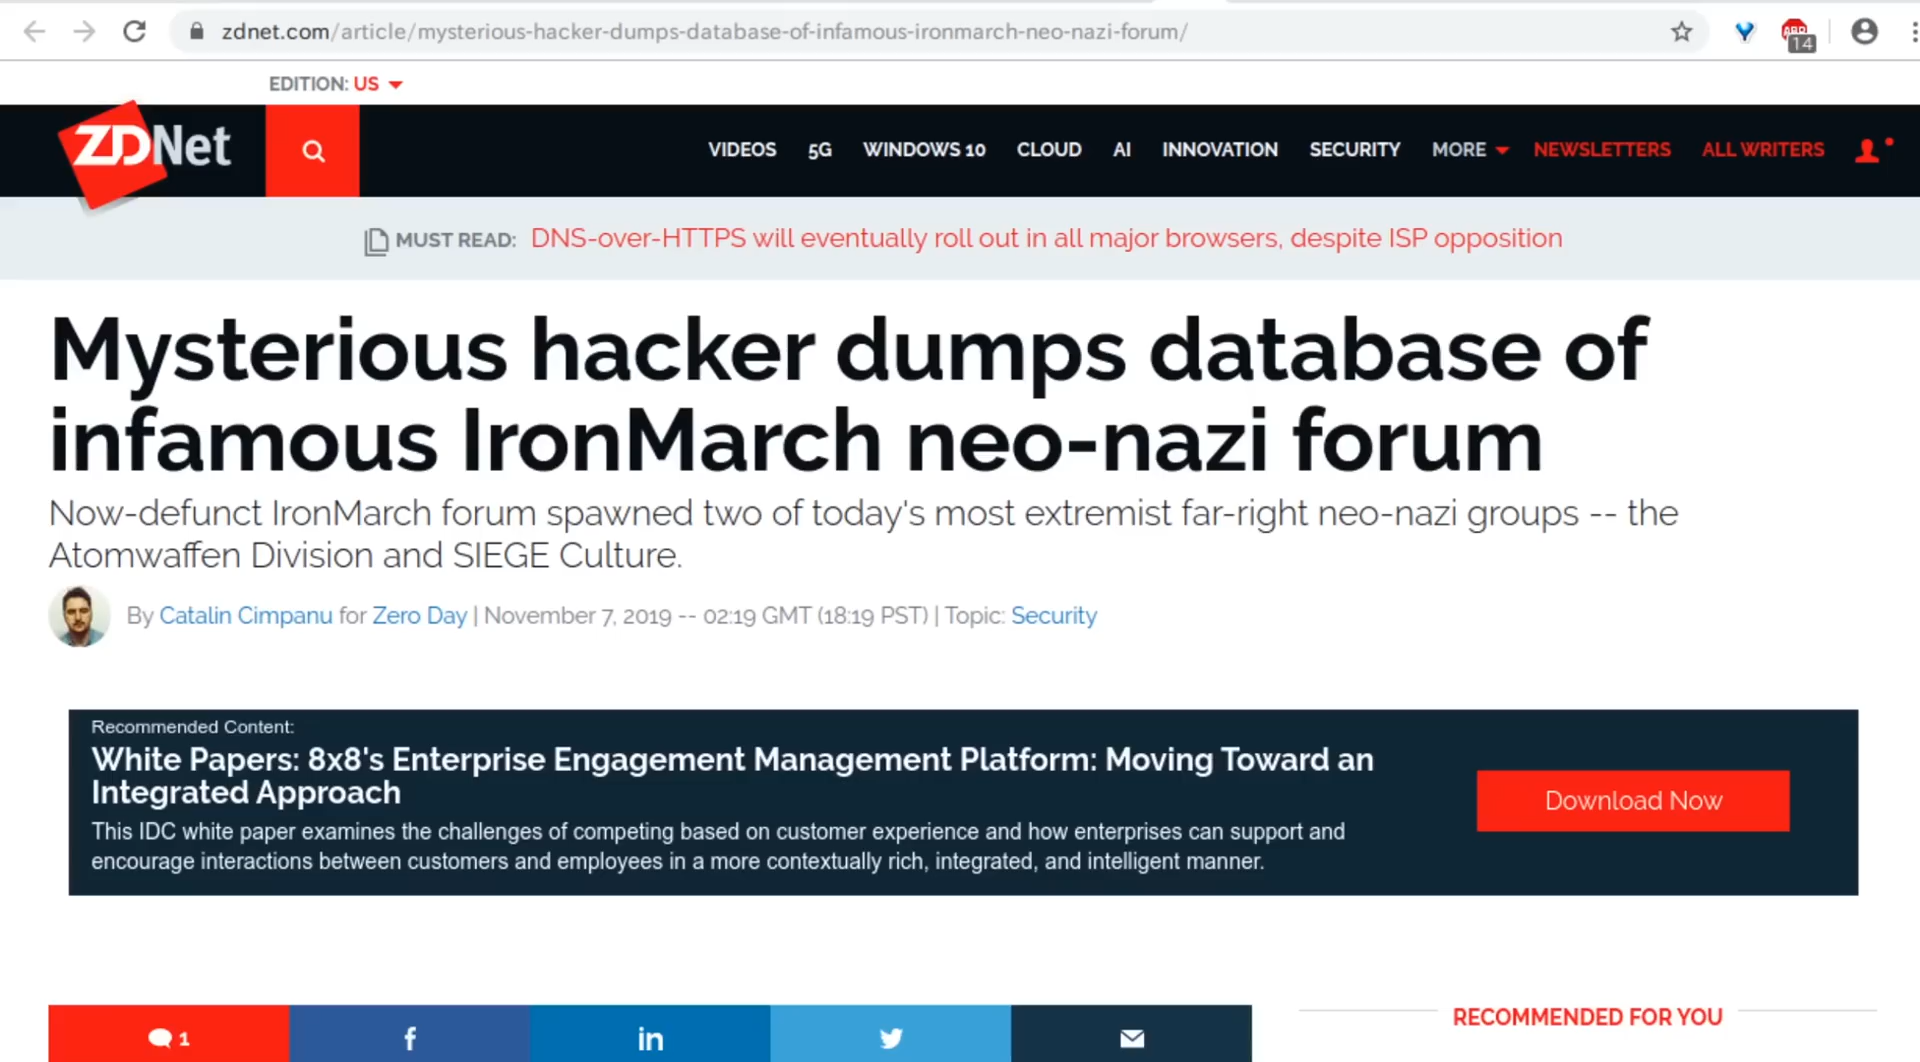 zdnet.com/article/mysterious-hacker-dumps-database-of-infamous-ironmarch-neo-nazi-forum/
ABP
14
EDITION: US
ZDNet
VIDEOS 5G WINDOWS 10 CLOUD AI INNOVATION SECURITY MORE NEWSLETTERS ALL WRITERS
MUST READ: DNS-over-HTTPS will eventually roll out in all major browsers, despite ISP opposition
Mysterious hacker dumps database of
infamous IronMarch neo-nazi forum
Now-defunct IronMarch forum spawned two of today's most extremist far-right neo-nazi groups -- the
Atomwaffen Division and SIEGE Culture.
By Catalin Cimpanu for Zero Day | November 7, 2019 -- 02:19 GMT (18:19 PST) | Topic: Security
Recommended Content:
White Papers: 8x8's Enterprise Engagement Management Platform: Moving Toward an
Integrated Approach
This IDC white paper examines the challenges of competing based on customer experience and how enterprises can support and
encourage interactions between customers and employees in a more contextually rich, integrated, and intelligent manner.
Download Now
1
f
in
RECOMMENDED FOR YOU